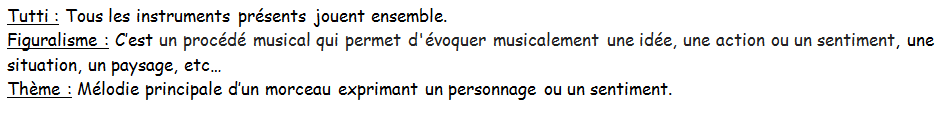 Tutti : Tous les instruments présents jouent ensemble.
Figuralisme : C'est un procédé musical qui permet d'évoquer musicalement une idée, une action ou un sentiment, une
situation, un paysage, etc…
Thème : Mélodie principale d'un morceau exprimant un personnage ou un sentiment.